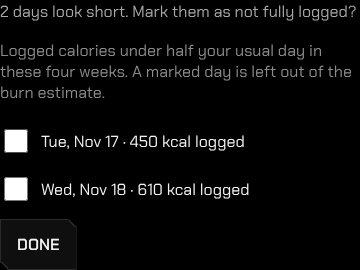 2 days look short. Mark them as not fully logged?
Logged calories under half your usual day in
these four weeks. A marked day is left out of the
burn estimate.
Tue, Nov 17 · 450 kcal logged
Wed, Nov 18 · 610 kcal logged
DONE